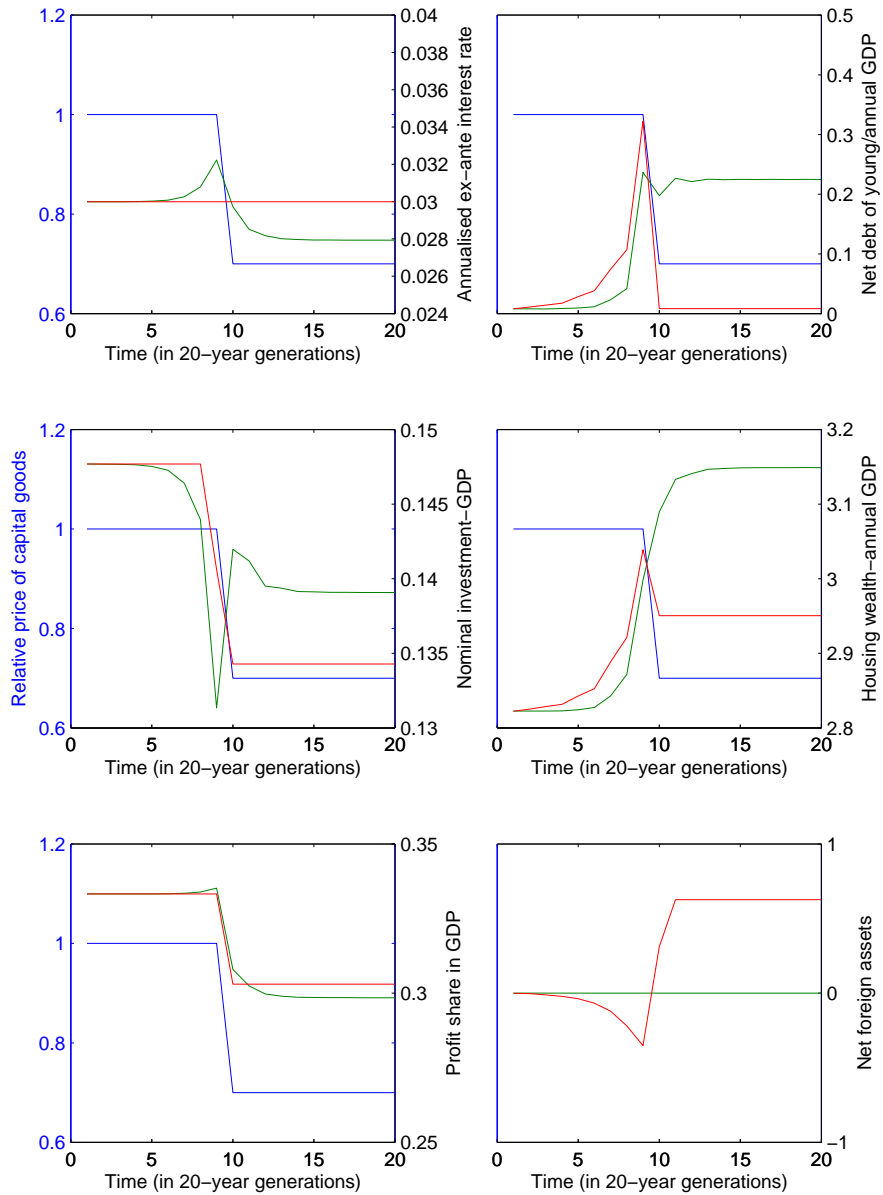 1.2
1
0.8
0.6
0.04
0.038
0.036
0.034
0.032
0.03
0.028
0.026
0.024
Annualised ex−ante interest rate
0 5 10 15 20
Time (in 20−year generations)
0.5
0.4
0.3
0.2
0.1
0
Net debt of young/annual GDP
0 5 10 15 20
Time (in 20−year generations)
Relative price of capital goods
1.2
1
0.8
0.6
0.15
0.145
0.14
0.135
0.13
Nominal investment−GDP
0 5 10 15 20
Time (in 20−year generations)
3.2
3.1
3
2.9
2.8
Housing wealth−annual GDP
0 5 10 15 20
Time (in 20−year generations)
1.2
1
0.8
0.6
0.35
0.3
0.25
Profit share in GDP
0 5 10 15 20
Time (in 20−year generations)
1
0
−1
Net foreign assets
0 5 10 15 20
Time (in 20−year generations)